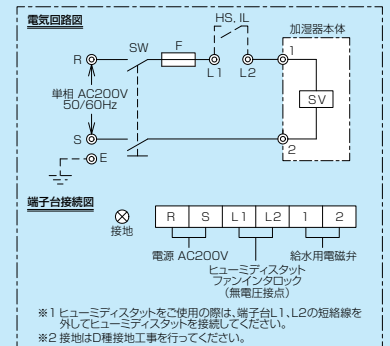 電気回路図
HS, IL
加湿器本体
R
SW
F
L1
L2
1
単相 AC200V
50/60Hz
SV
S
2
E
端子台接続図
接地
R S L1 L2 1 2
電源 AC200V
給水用電磁弁
ヒューミディスタット
ファンインタロック
(無電圧接点)
※1 ヒューミディスタットをご使用の際は、端子台L1、L2の短絡線を
外してヒューミディスタットを接続してください。
※2 接地はD種接地工事を行ってください。